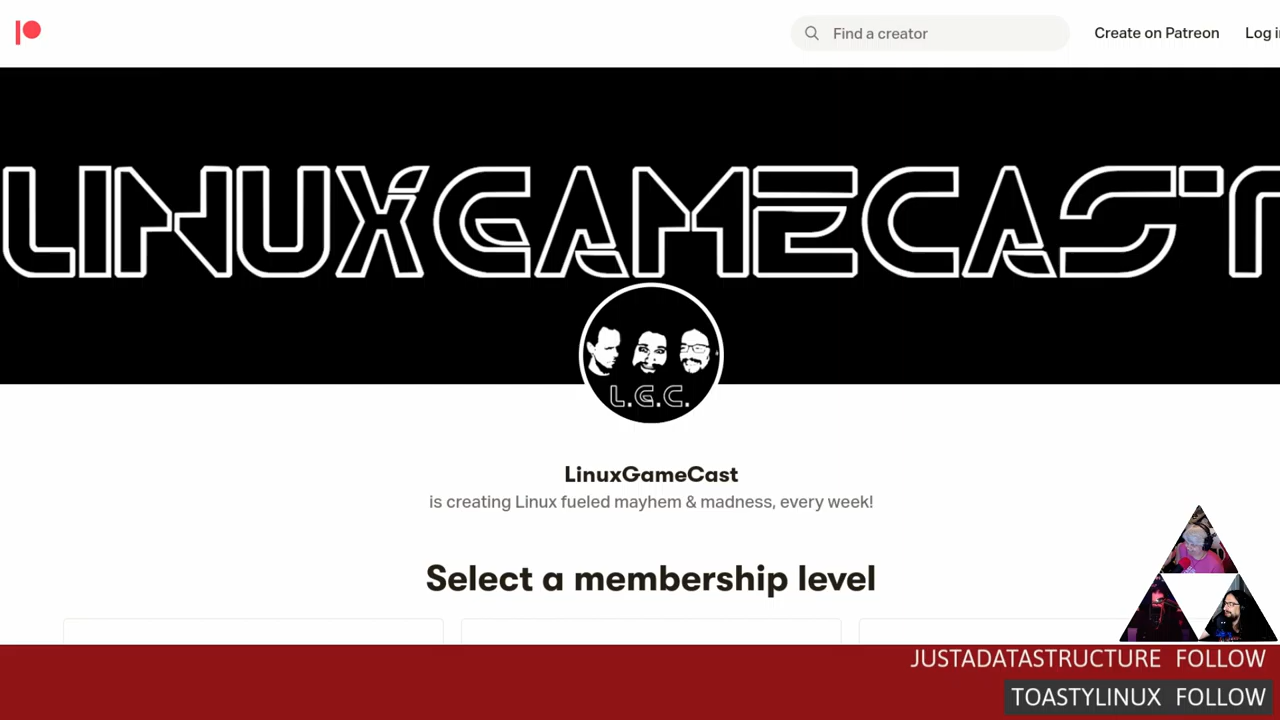 Find a creator
Create on Patreon
Log i
LINUXGAMECAST
L.G.C.
LinuxGameCast
is creating Linux fueled mayhem & madness, every week!
Select a membership level
JUSTADATASTRUCTURE FOLLOW
TOASTYLINUX FOLLOW